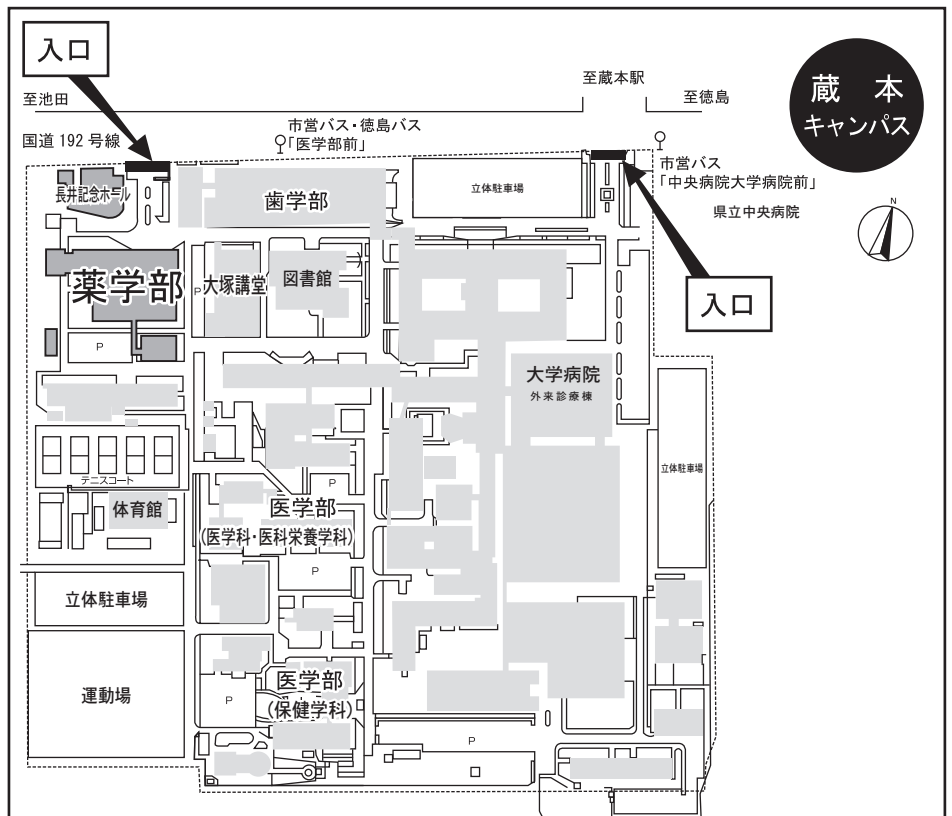 入口
蔵 本
キャンパス
至蔵本駅
至池田
至徳島
市営バス・徳島バス
「医学部前」
国道 192 号線
市営バス
「中央病院大学病院前」
県立中央病院
N
長井記念ホール
歯学部
立体駐車場
入口
薬学部
P
大塚講堂
図書館
P
大学病院
外来診療棟
立体駐車場
テニスコート
P
体育館
医学部
(医学科・医科栄養学科)
P
立体駐車場
運動場
P
医学部
(保健学科)
P